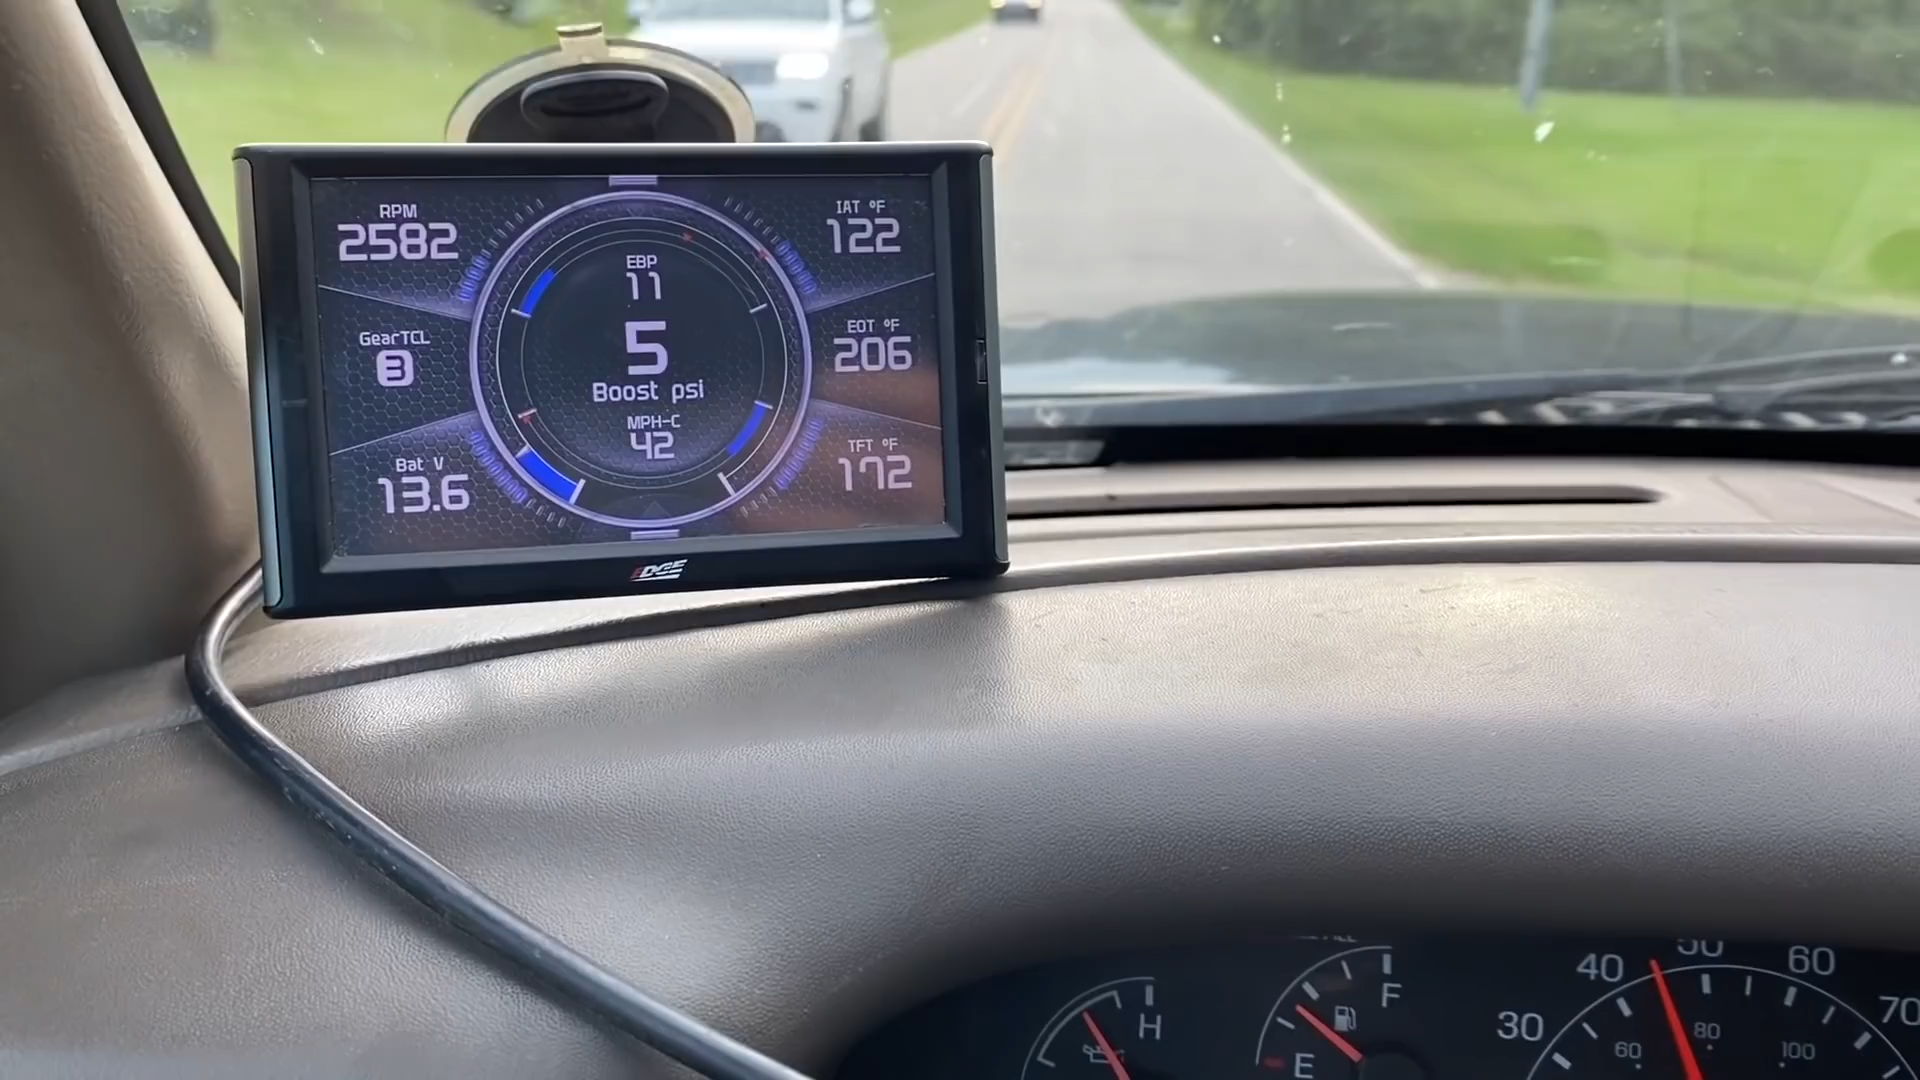 RPM
2582
IAT °F
122
EBP
11
GearTCL
3
5
Boost psi
EOT °F
206
MPH-C
42
Bat V
13.6
TFT °F
172
EDGE
H
F
E
30
40
50
60
70
60
80
100